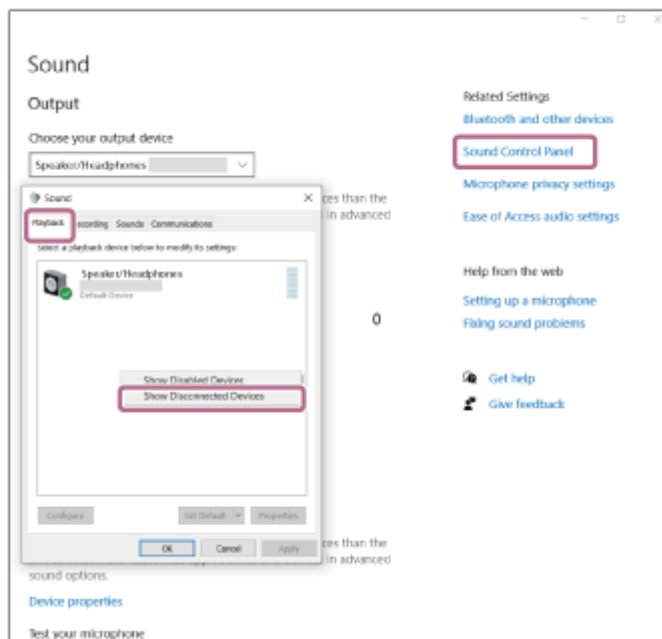 Sound
Output
Choose your output device
Speaker/Headphones
Related Settings
Bluetooth and other devices
Sound Control Panel
Microphone privacy settings
Ease of Access audio settings
Help from the web
Setting up a microphone
Fixing sound problems
Get help
Give feedback
Sound
ces than the
in advanced
Playback ecording Sounds Communications
Select a playback device below to modify its settings:
Speaker/Headphones
Default Device
0
Show Disabled Devices
Show Disconnected Devices
Configure Set Default Properties
OK Cancel Apply
ces than the
in advanced
sound options.
Device properties
Test your microphone